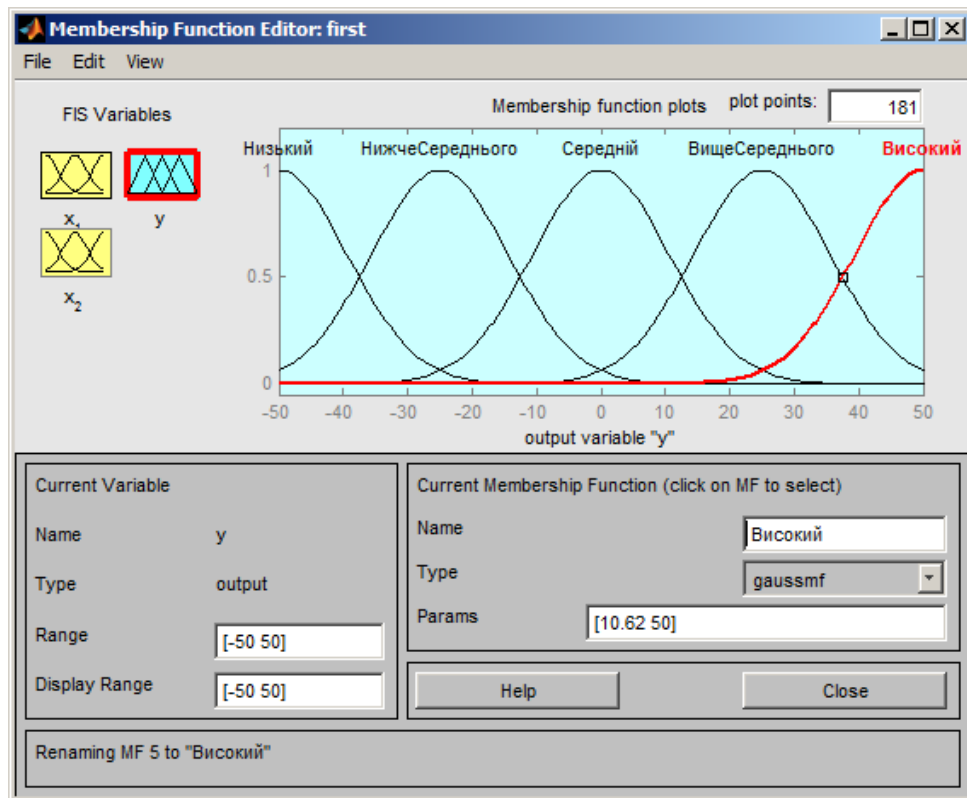 Membership Function Editor: first
File Edit View
FIS Variables
x1
y
x2
Membership function plots plot points: 181
Низький НижчеСереднього Середній ВищеСереднього Високий
1
0.5
0
-50 -40 -30 -20 -10 0 10 20 30 40 50
output variable "y"
Current Variable
Name y
Type output
Range [-50 50]
Display Range [-50 50]
Current Membership Function (click on MF to select)
Name Високий
Type gaussmf
Params [10.62 50]
Help Close
Renaming MF 5 to "Високий"